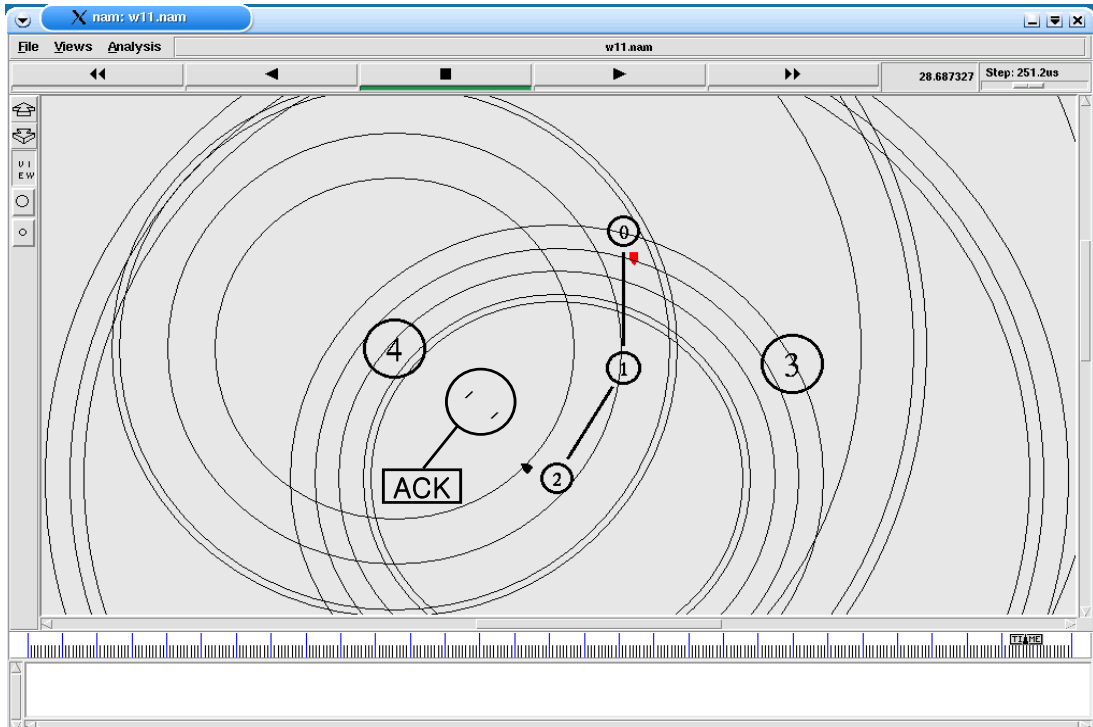 nam: w11.nam
File Views Analysis w11.nam
28.687327 Step: 251.2us
VIEW
0
4
1
3
2
ACK
TIME